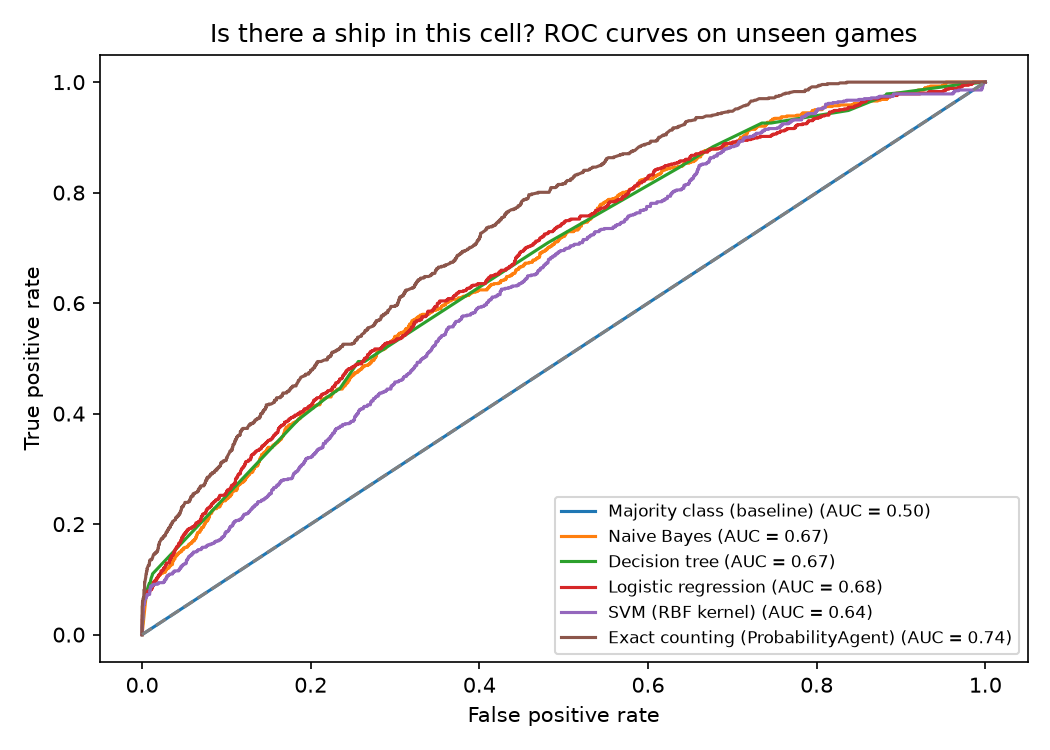 Is there a ship in this cell? ROC curves on unseen games
True positive rate
1.0
0.8
0.6
0.4
0.2
0.0
Majority class (baseline) (AUC = 0.50)
Naive Bayes (AUC = 0.67)
Decision tree (AUC = 0.67)
Logistic regression (AUC = 0.68)
SVM (RBF kernel) (AUC = 0.64)
Exact counting (ProbabilityAgent) (AUC = 0.74)
0.0 0.2 0.4 0.6 0.8 1.0
False positive rate